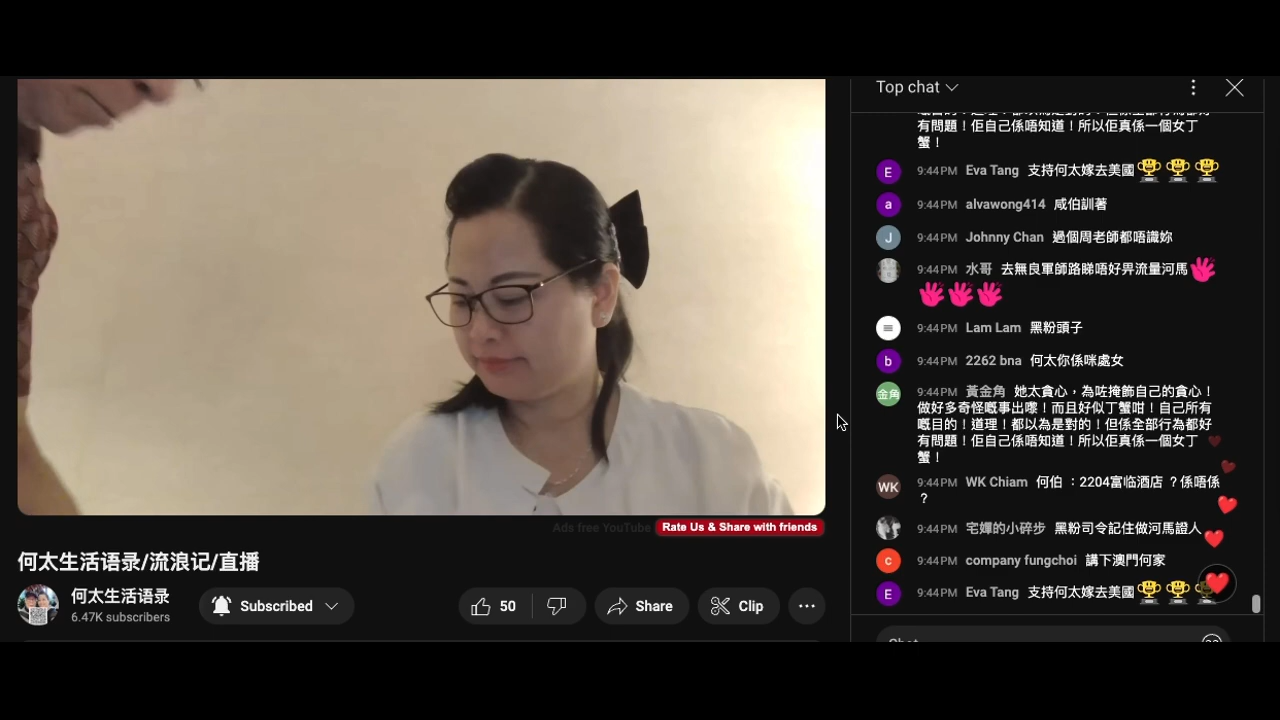 Top chat
有問題！佢自己係唔知道！所以佢真係一個女丁
蟹！
E 9:44PM Eva Tang 支持何太嫁去美國🏆🏆🏆
a 9:44PM alvawong414 咸伯訓著
J 9:44PM Johnny Chan 過個周老師都唔識妳
9:44PM 水哥 去無良軍師路睇唔好畀流量河馬
9:44PM Lam Lam 黑粉頭子
b 9:44PM 2262 bna 何太你係咪處女
金角 9:44PM 黃金角 她太貪心，為咗掩飾自己的貪心！
做好多奇怪嘅事出嚟！而且好似丁蟹咁！自己所有
嘅目的！道理！都以為是對的！但係全部行為都好
有問題！佢自己係唔知道！所以佢真係一個女丁
蟹！
WK 9:44PM WK Chiam 何伯 ：2204富临酒店 ？係唔係
？
9:44PM 宅嬋的小碎步 黑粉司令記住做河馬證人
c 9:44PM company fungchoi 講下澳門何家
E 9:44PM Eva Tang 支持何太嫁去美國🏆🏆🏆
Ads free YouTube Rate Us & Share with friends
何太生活语录/流浪记/直播
何太生活语录
6.47K subscribers
Subscribed
50
Share
Clip